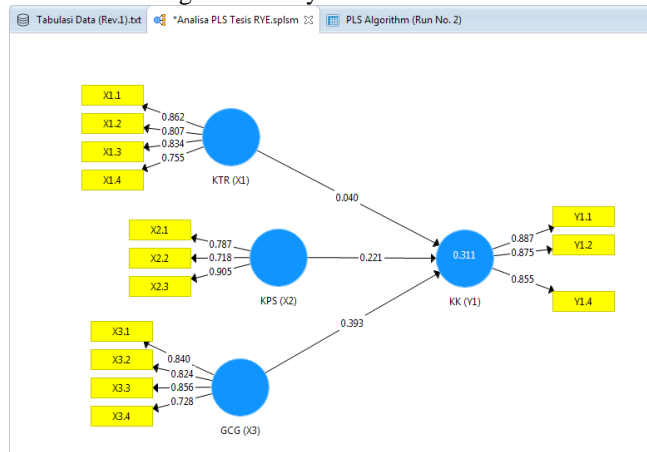 Tabulasi Data (Rev.1).txt
*Analisa PLS Tesis RYE.splsm
PLS Algorithm (Run No. 2)
X1.1
X1.2
X1.3
X1.4
0.862
0.807
0.834
0.755
KTR (X1)
0.040
X2.1
X2.2
X2.3
0.787
0.718
0.905
KPS (X2)
0.221
X3.1
X3.2
X3.3
X3.4
0.840
0.824
0.856
0.728
GCG (X3)
0.393
0.311
KK (Y1)
0.887
0.875
0.855
Y1.1
Y1.2
Y1.4